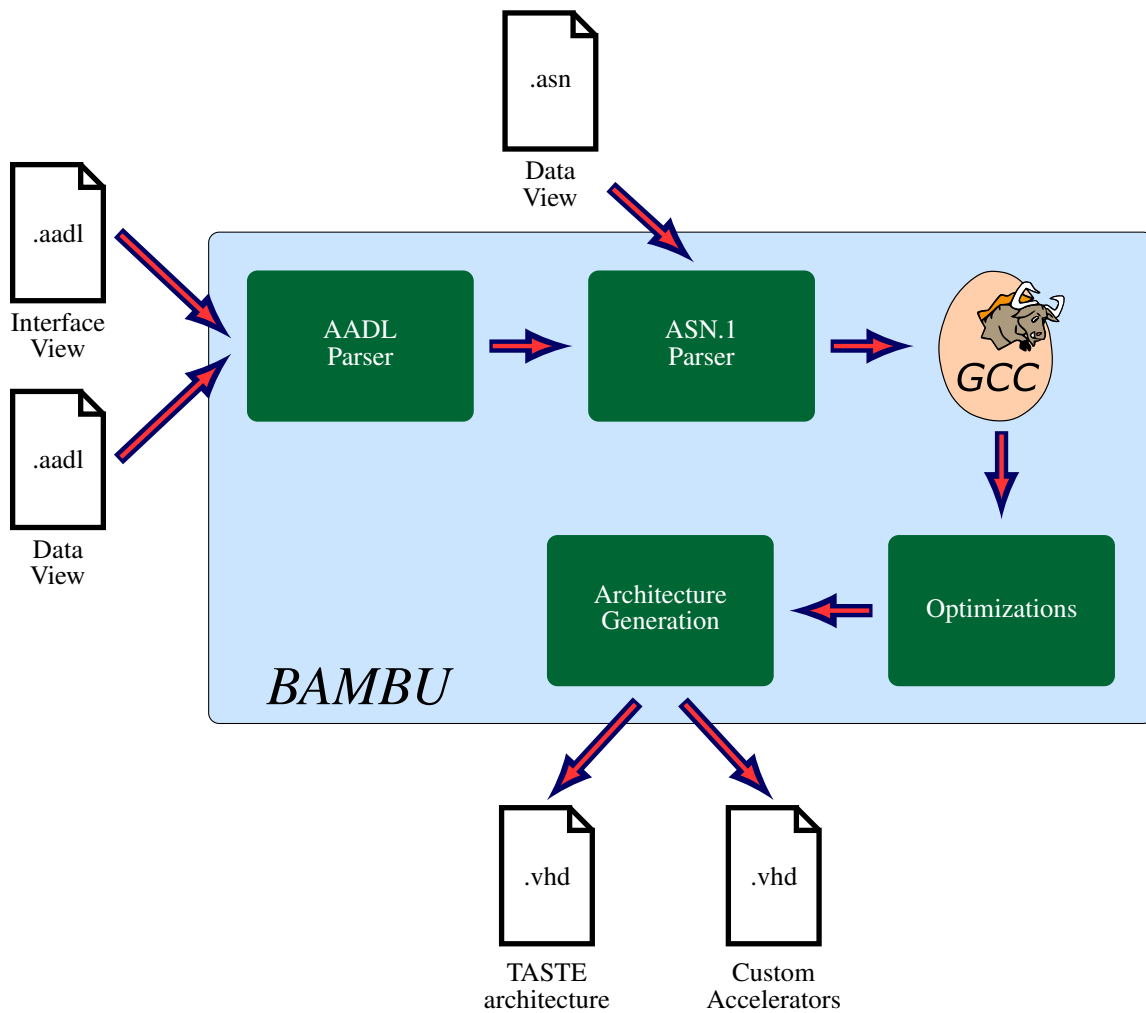 .asn
Data
View
.aadl
Interface
View
.aadl
Data
View
AADL
Parser
ASN.1
Parser
GCC
Architecture
Generation
Optimizations
BAMBU
.vhd
TASTE
architecture
.vhd
Custom
Accelerators